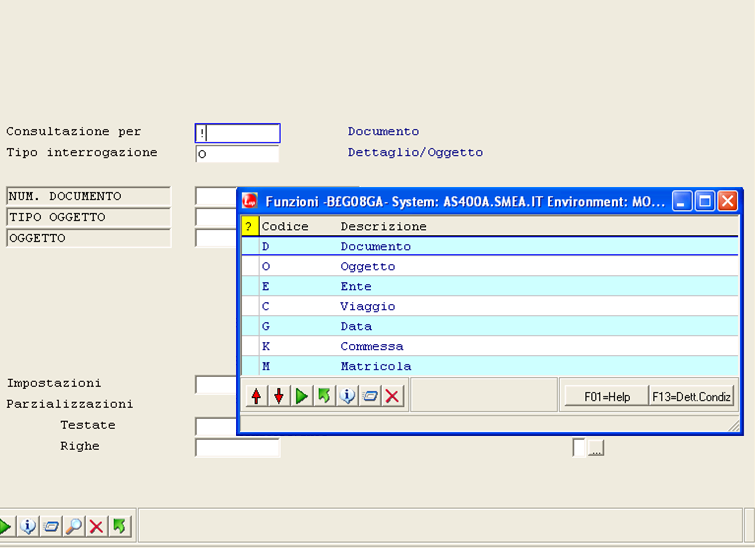 Consultazione per ! Documento
Tipo interrogazione O Dettaglio/Oggetto
NUM. DOCUMENTO
TIPO OGGETTO
OGGETTO
Funzioni -B£G08GA- System: AS400A.SMEA.IT Environment: MO...
? Codice Descrizione
D Documento
O Oggetto
E Ente
C Viaggio
G Data
K Commessa
M Matricola
F01=Help F13=Dett.Condiz
Impostazioni
Parzializzazioni
Testate
Righe ...